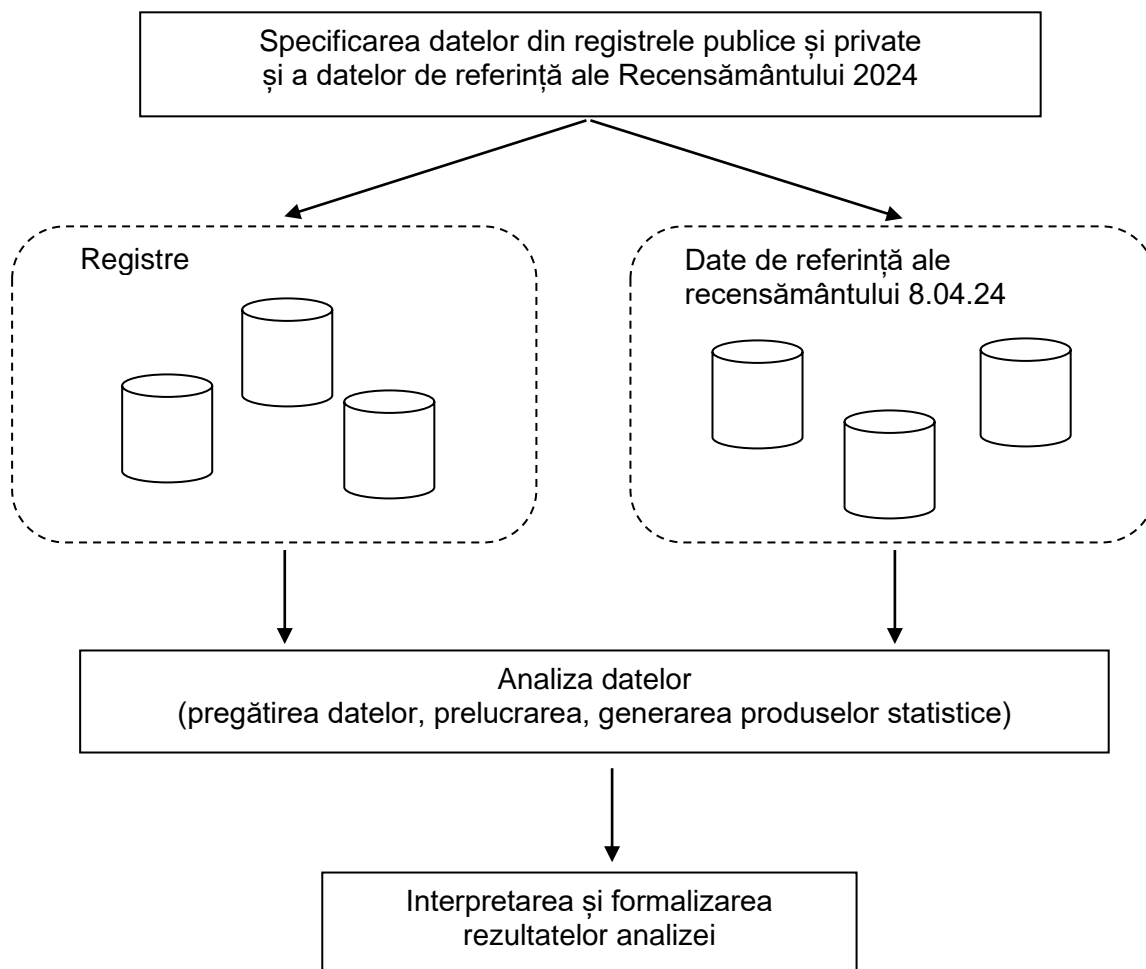 Specificarea datelor din registrele publice și private
și a datelor de referință ale Recensământului 2024
Registre
Date de referință ale
recensământului 8.04.24
Analiza datelor
(pregătirea datelor, prelucrarea, generarea produselor statistice)
Interpretarea și formalizarea
rezultatelor analizei